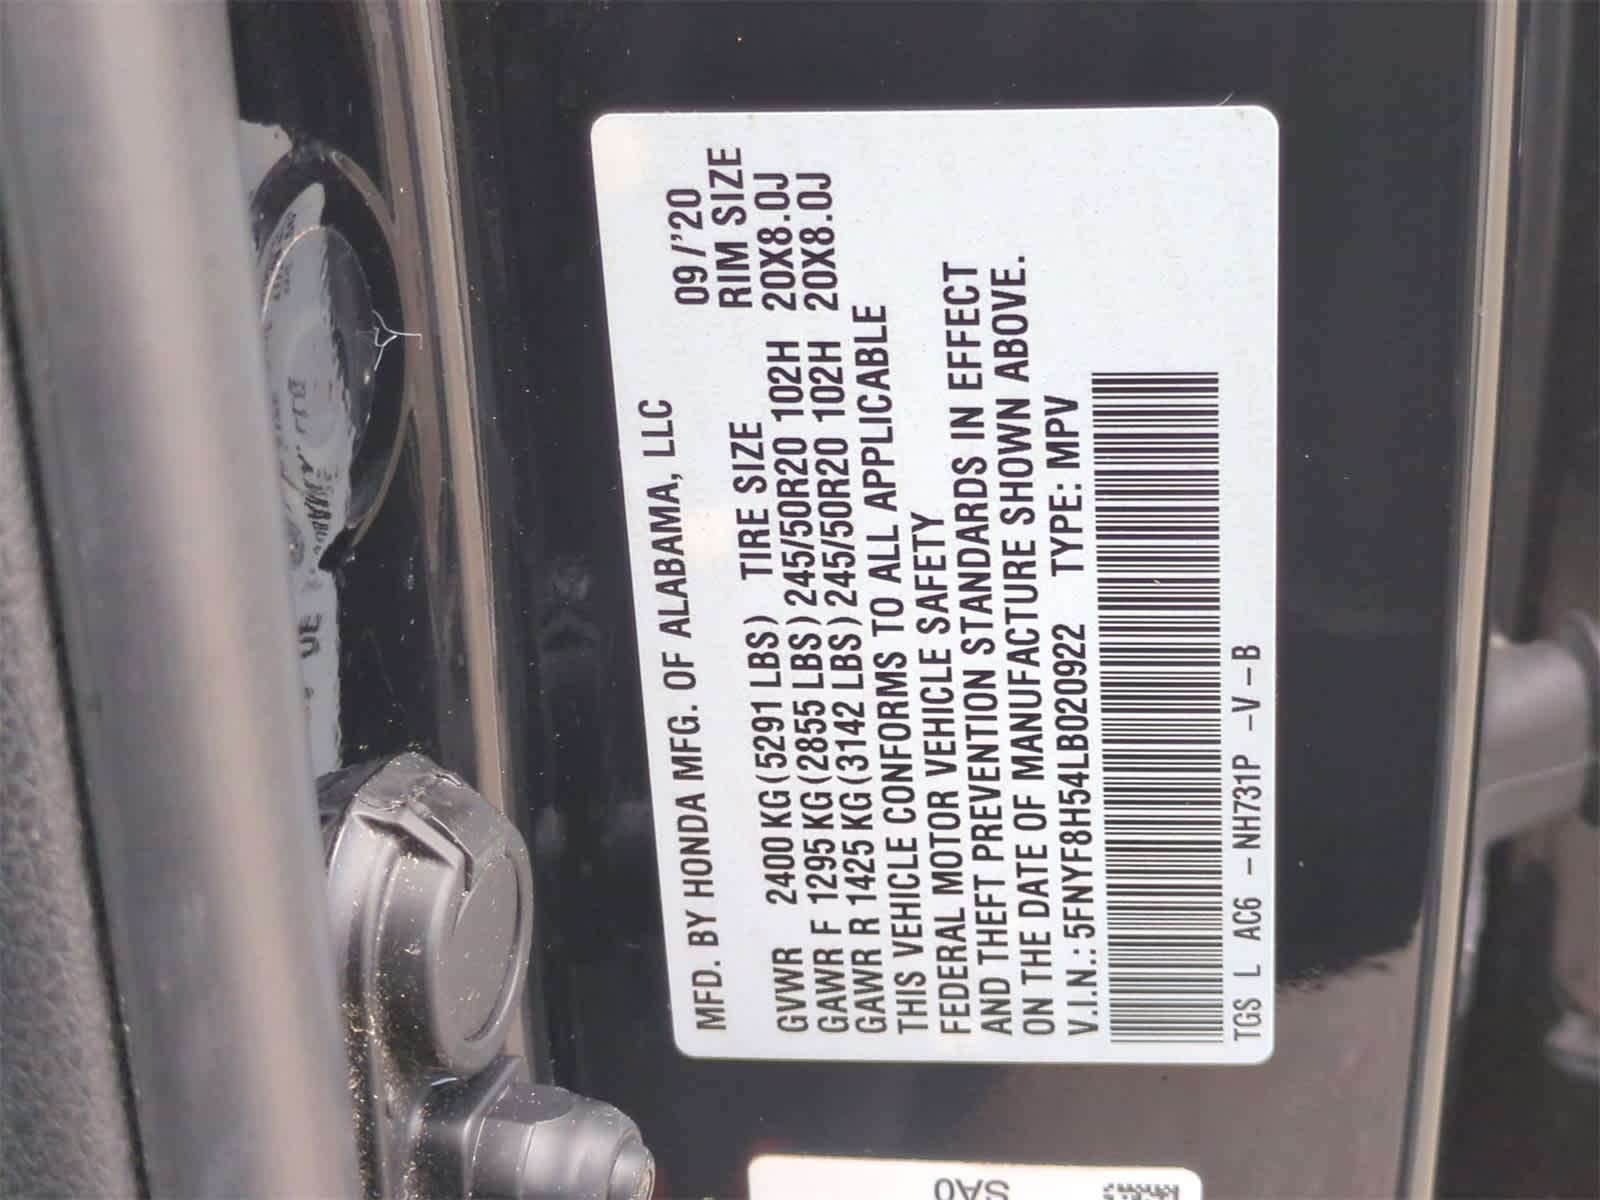 MFD. BY HONDA MFG. OF ALABAMA, LLC 09/'20
TIRE SIZE RIM SIZE
GVWR 2400 KG (5291 LBS)
GAWR F 1295 KG (2855 LBS) 245/50R20 102H 20X8.0J
GAWR R 1425 KG (3142 LBS) 245/50R20 102H 20X8.0J
THIS VEHICLE CONFORMS TO ALL APPLICABLE
FEDERAL MOTOR VEHICLE SAFETY
AND THEFT PREVENTION STANDARDS IN EFFECT
ON THE DATE OF MANUFACTURE SHOWN ABOVE.
V.I.N.: 5FNYF8H54LB020922 TYPE: MPV
TGS L AC6 -NH731P -V -B
SA0